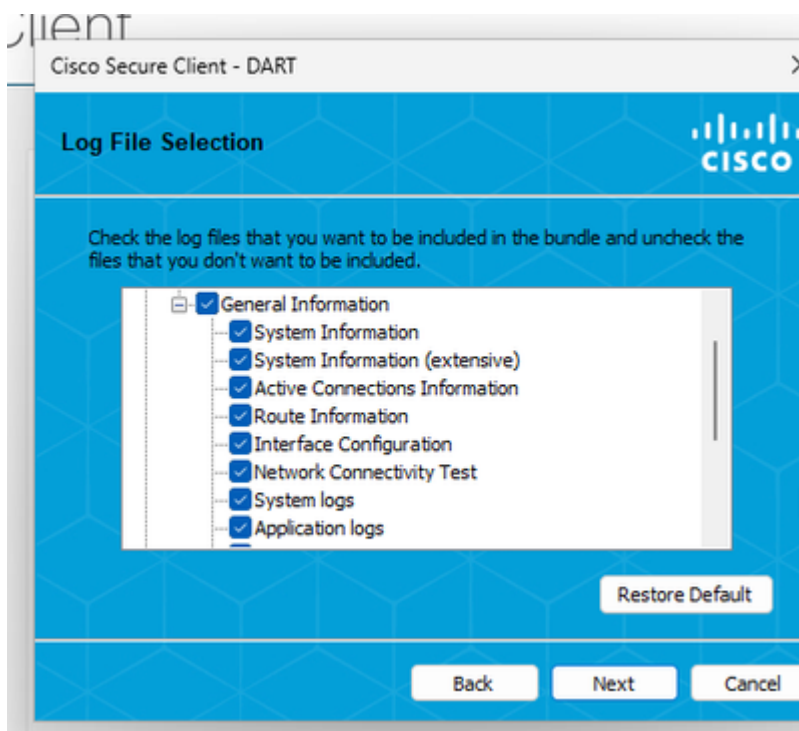 Client
Cisco Secure Client - DART
Log File Selection
CISCO
Check the log files that you want to be included in the bundle and uncheck the
files that you don't want to be included.
General Information
System Information
System Information (extensive)
Active Connections Information
Route Information
Interface Configuration
Network Connectivity Test
System logs
Application logs
Restore Default
Back
Next
Cancel